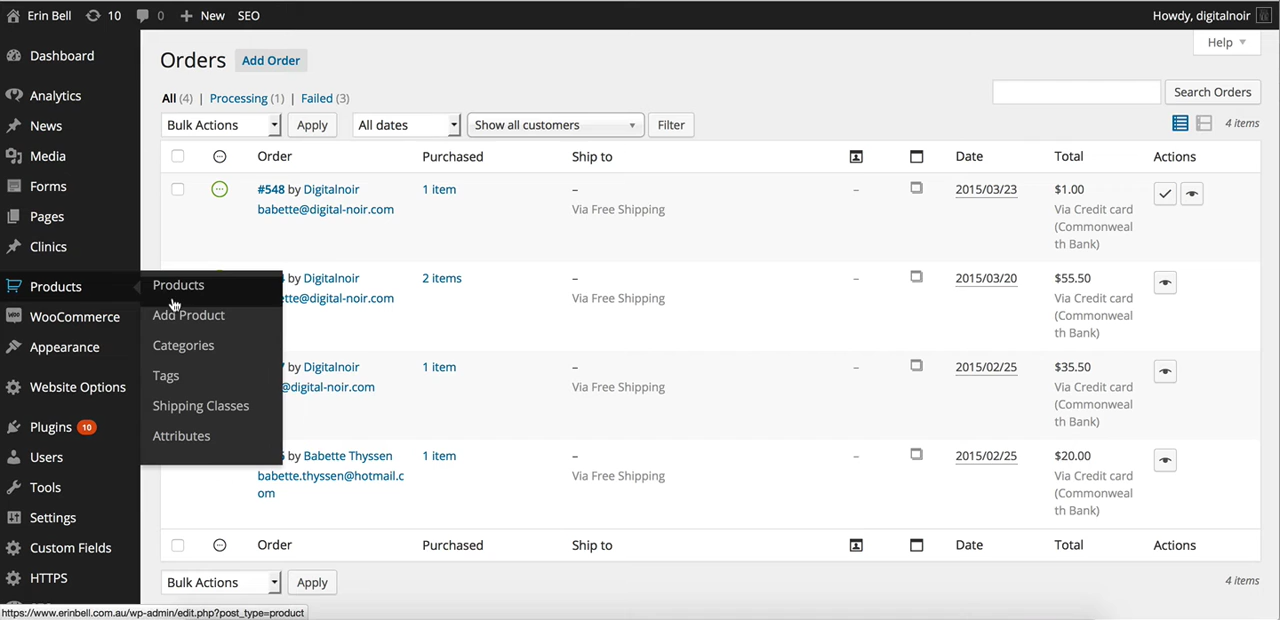 Erin Bell 10 0 New SEO Howdy, digitalnoir
Help
Dashboard
Analytics
News
Media
Forms
Pages
Clinics
Products
WooCommerce
Appearance
Website Options
Plugins 10
Users
Tools
Settings
Custom Fields
HTTPS
Products
Add Product
Categories
Tags
Shipping Classes
Attributes
Orders Add Order
All (4) | Processing (1) | Failed (3)
Search Orders
Bulk Actions Apply All dates Show all customers Filter 4 items
Order Purchased Ship to Date Total Actions
#548 by Digitalnoir 1 item – – 2015/03/23 $1.00
babette@digital-noir.com Via Free Shipping Via Credit card
(Commonweal
th Bank)
by Digitalnoir 2 items – – 2015/03/20 $55.50
ette@digital-noir.com Via Free Shipping Via Credit card
(Commonweal
th Bank)
by Digitalnoir 1 item – – 2015/02/25 $35.50
@digital-noir.com Via Free Shipping Via Credit card
(Commonweal
th Bank)
by Babette Thyssen 1 item – – 2015/02/25 $20.00
babette.thyssen@hotmail.c Via Free Shipping Via Credit card
om (Commonweal
th Bank)
Order Purchased Ship to Date Total Actions
Bulk Actions Apply 4 items
https://www.erinbell.com.au/wp-admin/edit.php?post_type=product